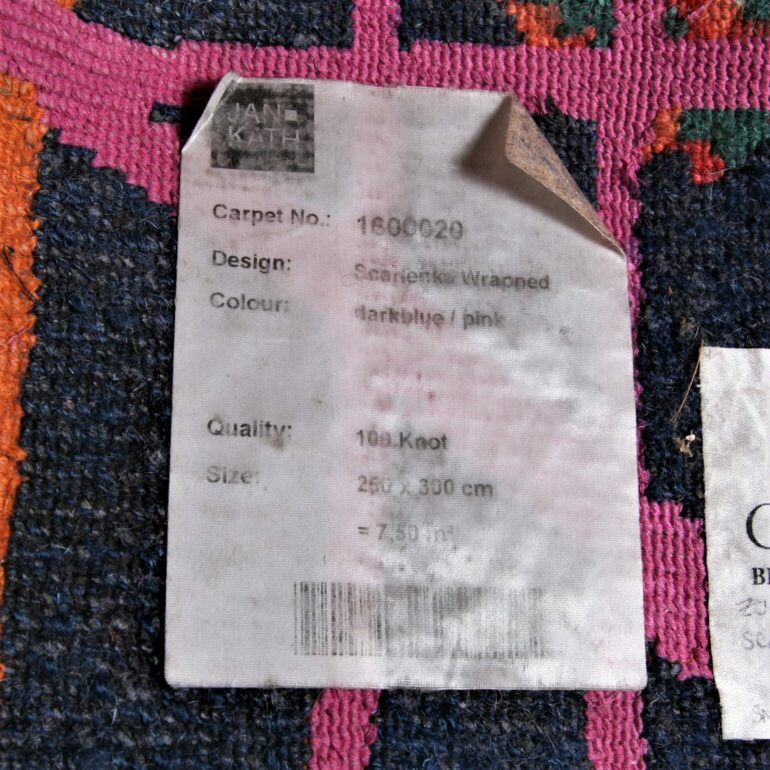 JAN
KATH
Carpet No.: 1600020
Design: Scarlenka Wrapped
Colour: darkblue / pink
Quality: 100 Knot
Size: 250 x 300 cm
= 7,50 m²